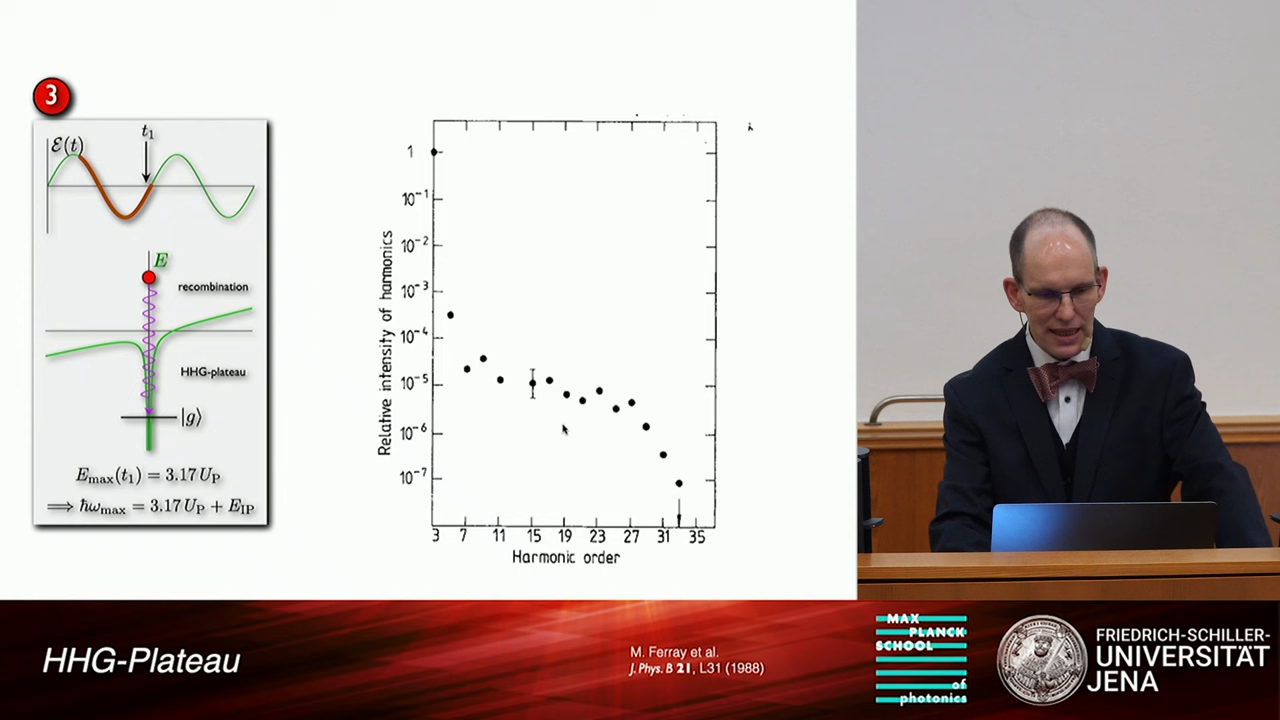 3
ℰ(t)
t₁
E
recombination
HHG-plateau
|g⟩
E_max(t₁) = 3.17 U_P
⟹ ℏω_max = 3.17 U_P + E_IP
Relative intensity of harmonics
1
10⁻¹
10⁻²
10⁻³
10⁻⁴
10⁻⁵
10⁻⁶
10⁻⁷
3 7 11 15 19 23 27 31 35
Harmonic order
HHG-Plateau
M. Ferray et al.
J. Phys. B 21, L31 (1988)
MAX
PLANCK
SCHOOL
of
photonics
FRIEDRICH-SCHILLER-
UNIVERSITÄT
JENA